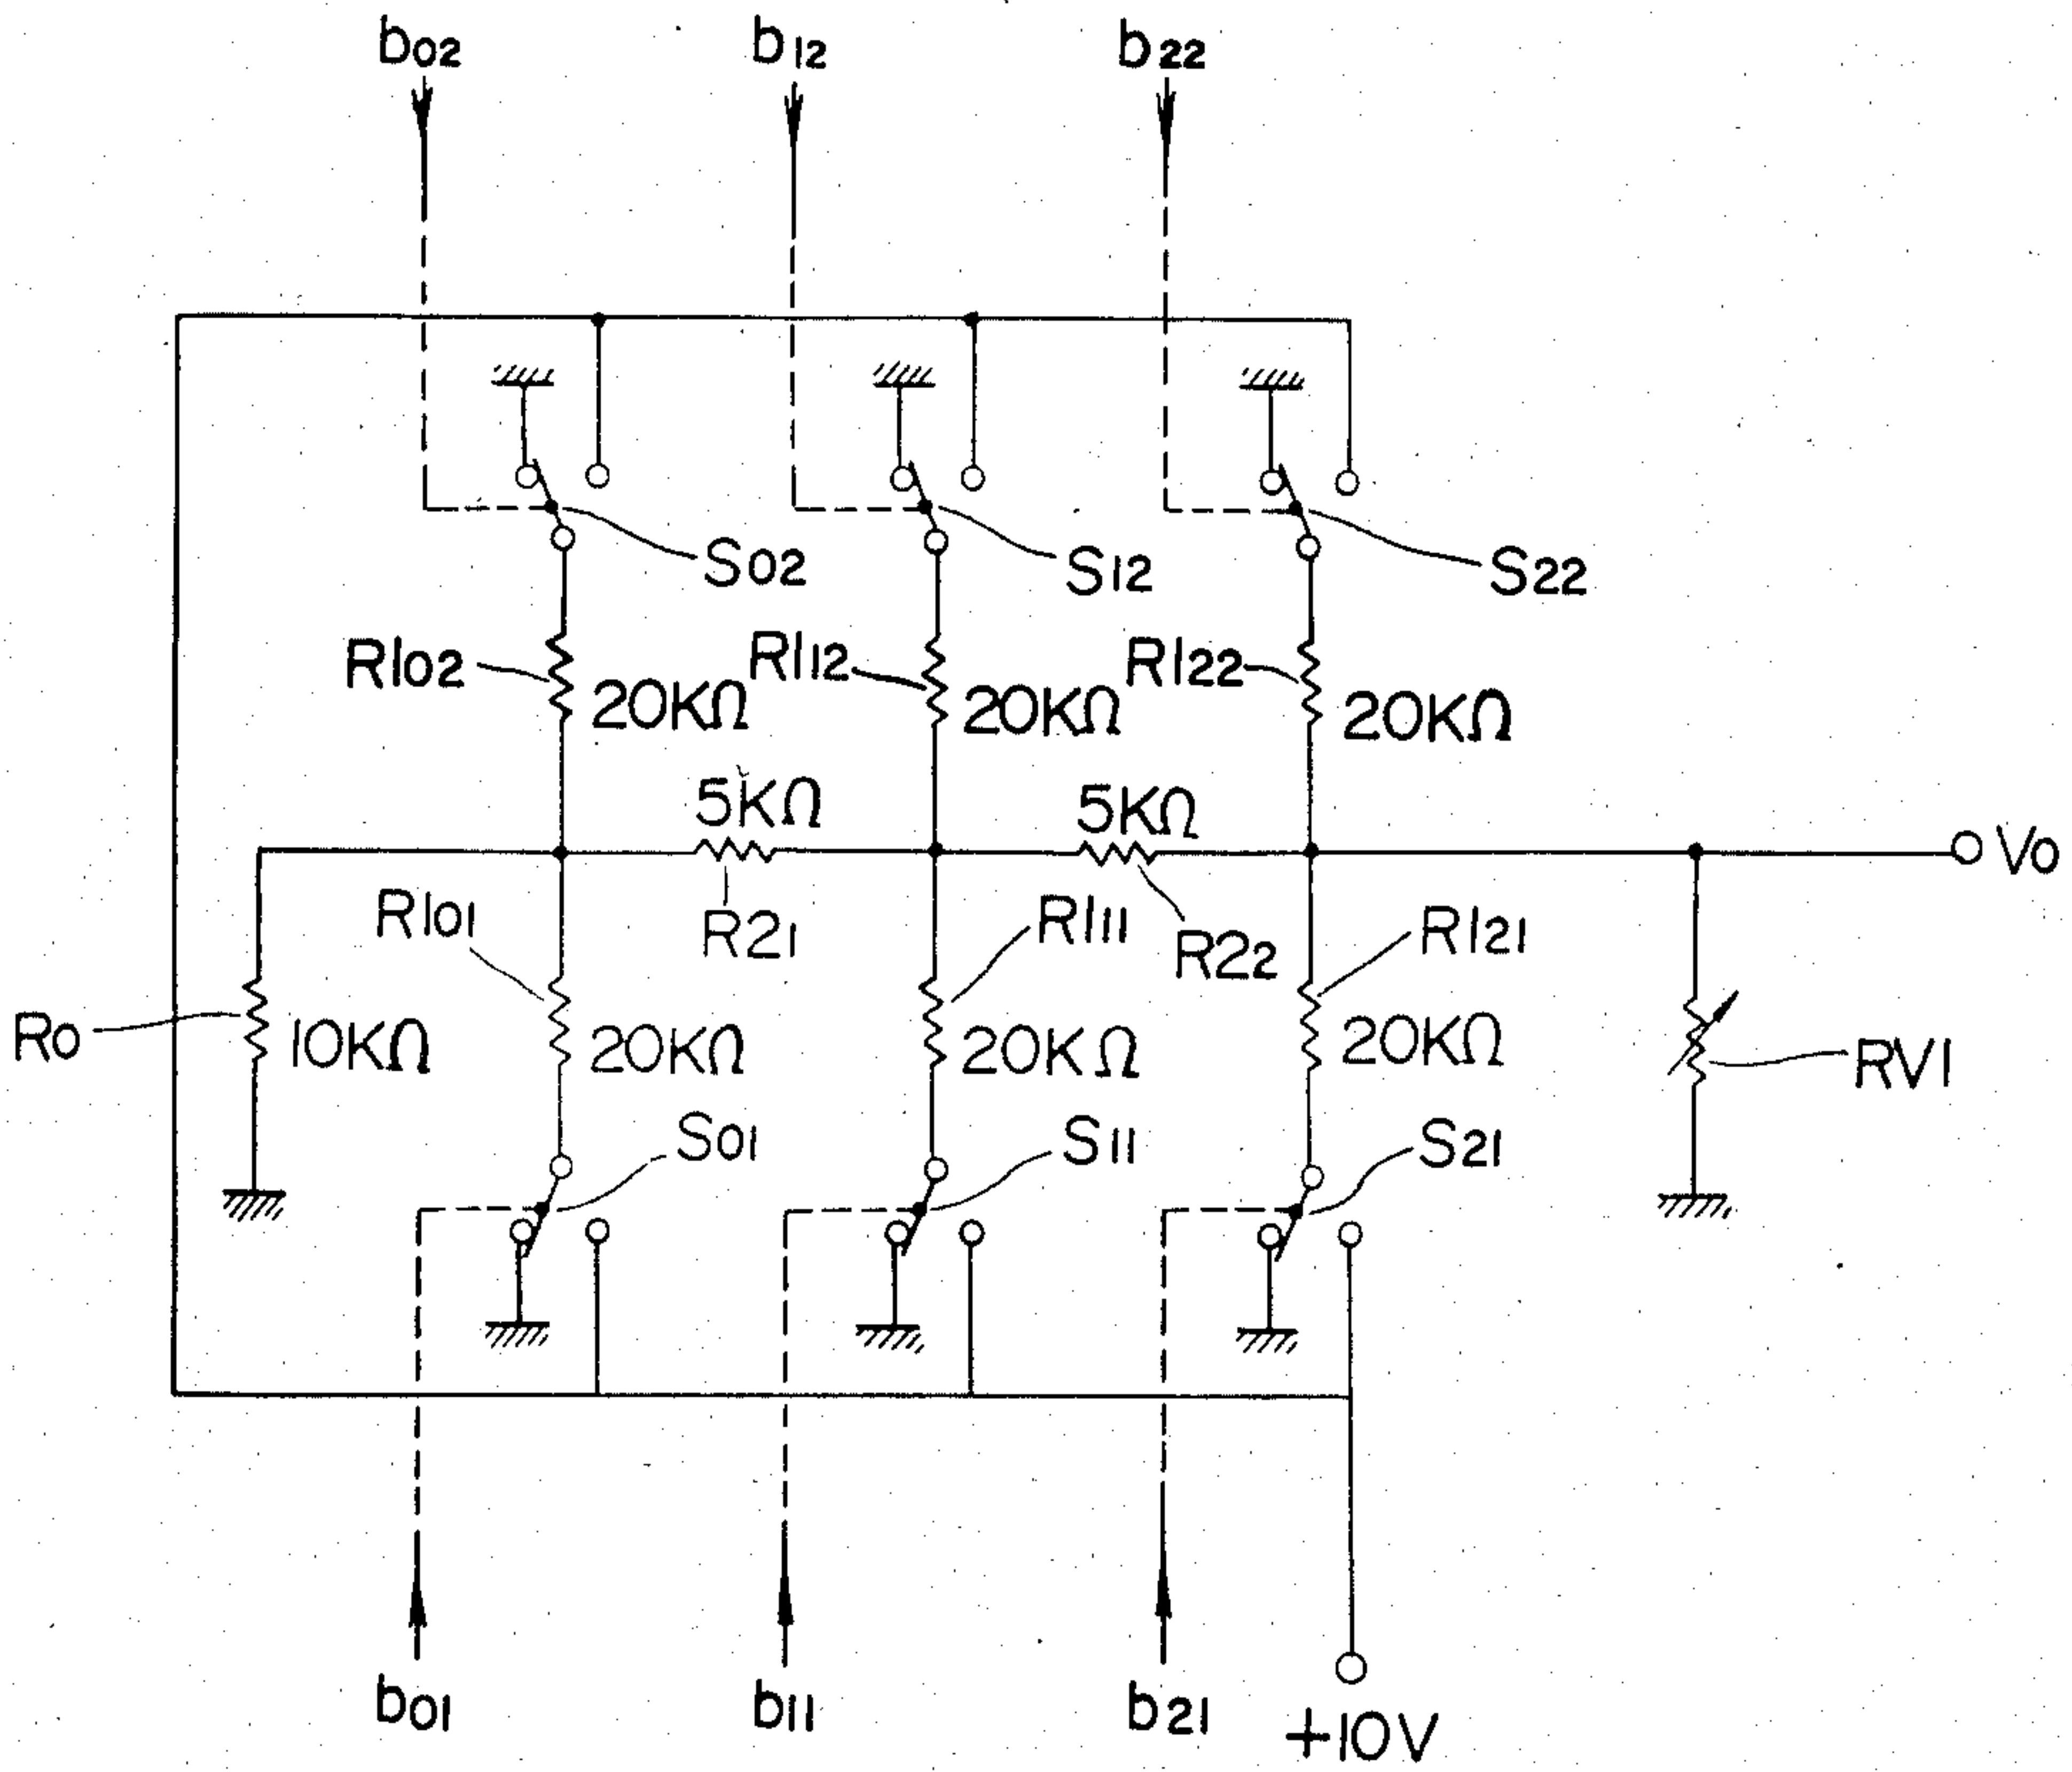 b02 b12 b22
S02 S12 S22
R102 R112 R122
20KΩ 20KΩ 20KΩ
5KΩ 5KΩ
Vo
R101 R21 R111 R22 R121
Ro 10KΩ 20KΩ 20KΩ 20KΩ RV1
S01 S11 S21
b01 b11 b21
+10V